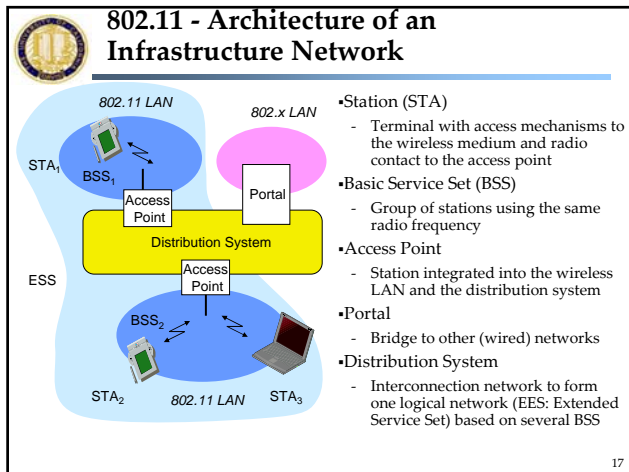 802.11 - Architecture of an
Infrastructure Network
802.11 LAN
802.x LAN
STA1
BSS1
Access
Point
Portal
Distribution System
Access
Point
ESS
BSS2
STA2
802.11 LAN
STA3
▪Station (STA)
- Terminal with access mechanisms to
the wireless medium and radio
contact to the access point
▪Basic Service Set (BSS)
- Group of stations using the same
radio frequency
▪Access Point
- Station integrated into the wireless
LAN and the distribution system
▪Portal
- Bridge to other (wired) networks
▪Distribution System
- Interconnection network to form
one logical network (EES: Extended
Service Set) based on several BSS
17